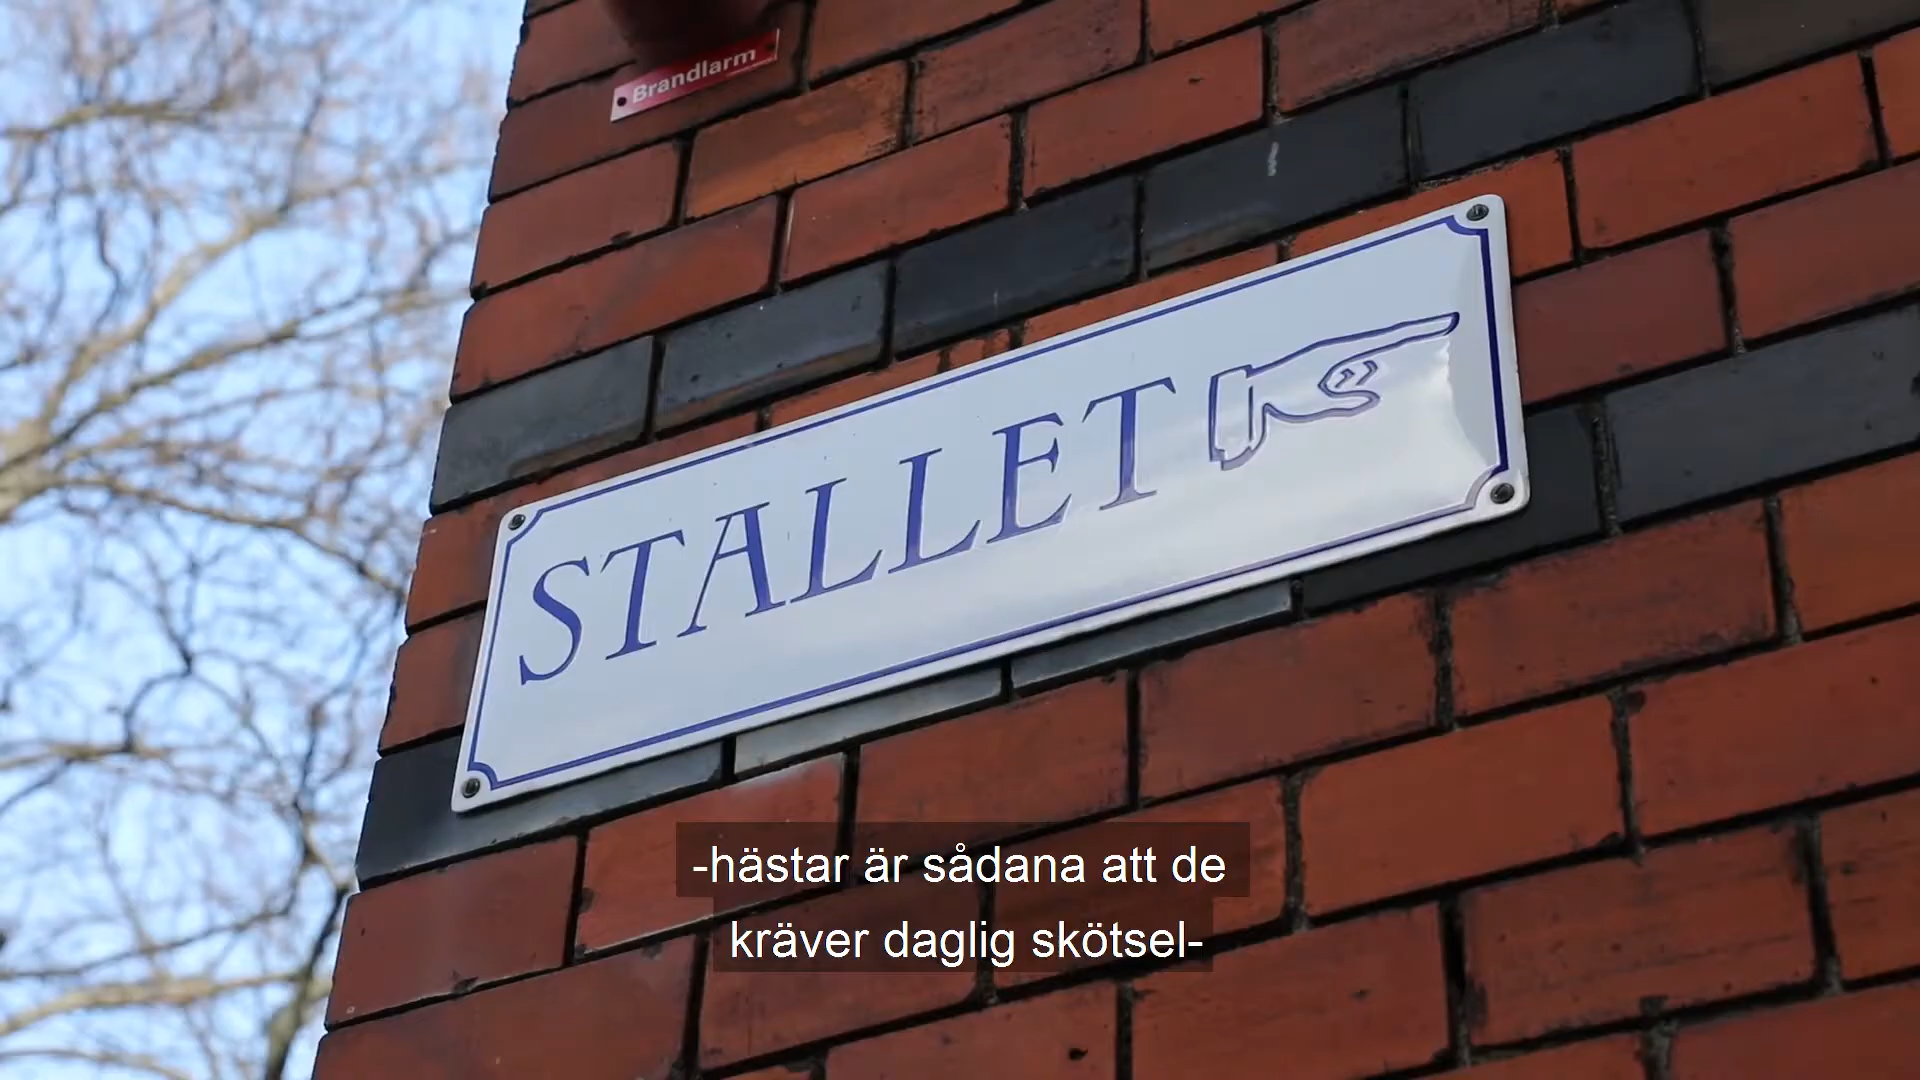 Brandlarm
STALLET
-hästar är sådana att de
kräver daglig skötsel-